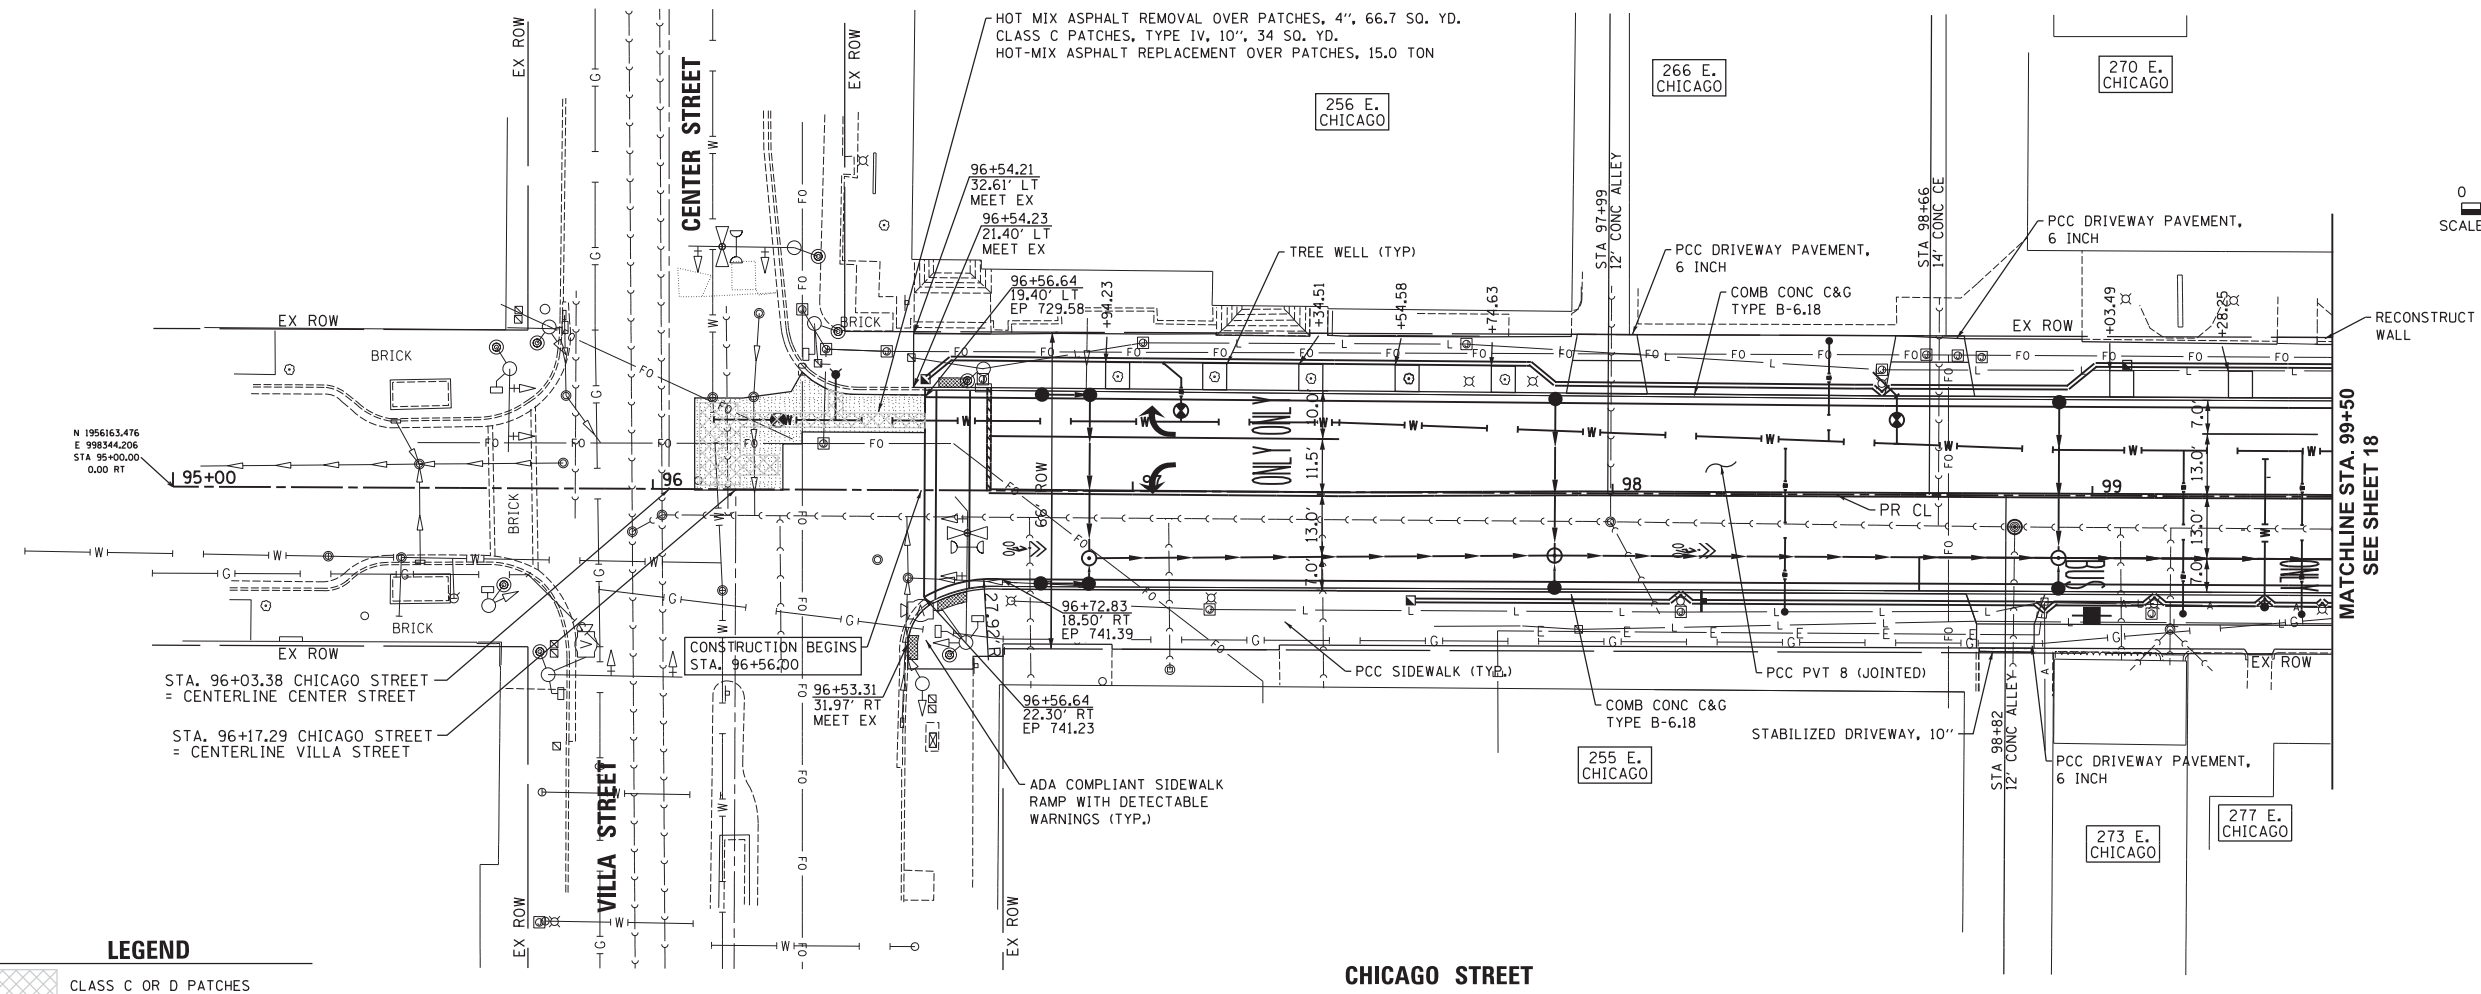 HOT MIX ASPHALT REMOVAL OVER PATCHES, 4", 66.7 SQ. YD.
CLASS C PATCHES, TYPE IV, 10", 34 SQ. YD.
HOT-MIX ASPHALT REPLACEMENT OVER PATCHES, 15.0 TON
EX ROW
CENTER STREET
EX ROW
256 E.
CHICAGO
266 E.
CHICAGO
270 E.
CHICAGO
0
SCALE
96+54.21
32.61' LT
MEET EX
96+54.23
21.40' LT
MEET EX
96+56.64
19.40' LT
EP 729.58
TREE WELL (TYP)
STA 97+99
12' CONC ALLEY
PCC DRIVEWAY PAVEMENT,
6 INCH
COMB CONC C&G
TYPE B-6.18
STA 98+66
14' CONC CE
PCC DRIVEWAY PAVEMENT,
6 INCH
+94.23
+34.51
+54.58
+74.63
+03.49
+28.25
EX ROW
BRICK
BRICK
EX ROW
RECONSTRUCT
WALL
N 1956163.476
E 998344.206
STA 95+00.00
0.00 RT
95+00
96
97
98
99
66' ROW
ONLY ONLY
10.0'
11.5'
13.0'
7.0'
7.0'
13.0'
13.0'
7.0'
PR CL
BUS
MATCHLINE STA. 99+50
SEE SHEET 18
BRICK
BRICK
EX ROW
CONSTRUCTION BEGINS
STA. 96+56.00
27.92'R
96+72.83
18.50' RT
EP 741.39
STA. 96+03.38 CHICAGO STREET
= CENTERLINE CENTER STREET
STA. 96+17.29 CHICAGO STREET
= CENTERLINE VILLA STREET
96+53.31
31.97' RT
MEET EX
96+56.64
22.30' RT
EP 741.23
PCC SIDEWALK (TYP.)
PCC PVT 8 (JOINTED)
EX ROW
COMB CONC C&G
TYPE B-6.18
STABILIZED DRIVEWAY, 10"
STA 98+82
12' CONC ALLEY
PCC DRIVEWAY PAVEMENT,
6 INCH
255 E.
CHICAGO
ADA COMPLIANT SIDEWALK
RAMP WITH DETECTABLE
WARNINGS (TYP.)
273 E.
CHICAGO
277 E.
CHICAGO
VILLA STREET
EX ROW
EX ROW
LEGEND
CLASS C OR D PATCHES
CHICAGO STREET